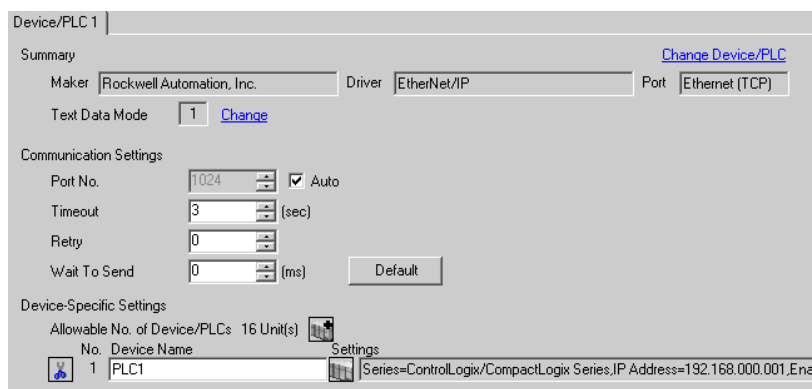 Device/PLC 1
Summary Change Device/PLC
Maker Rockwell Automation, Inc. Driver EtherNet/IP Port Ethernet (TCP)
Text Data Mode 1 Change
Communication Settings
Port No. 1024 Auto
Timeout 3 (sec)
Retry 0
Wait To Send 0 (ms) Default
Device-Specific Settings
Allowable No. of Device/PLCs 16 Unit(s)
No. Device Name Settings
1 PLC1 Series=ControlLogix/CompactLogix Series,IP Address=192.168.000.001,Ena